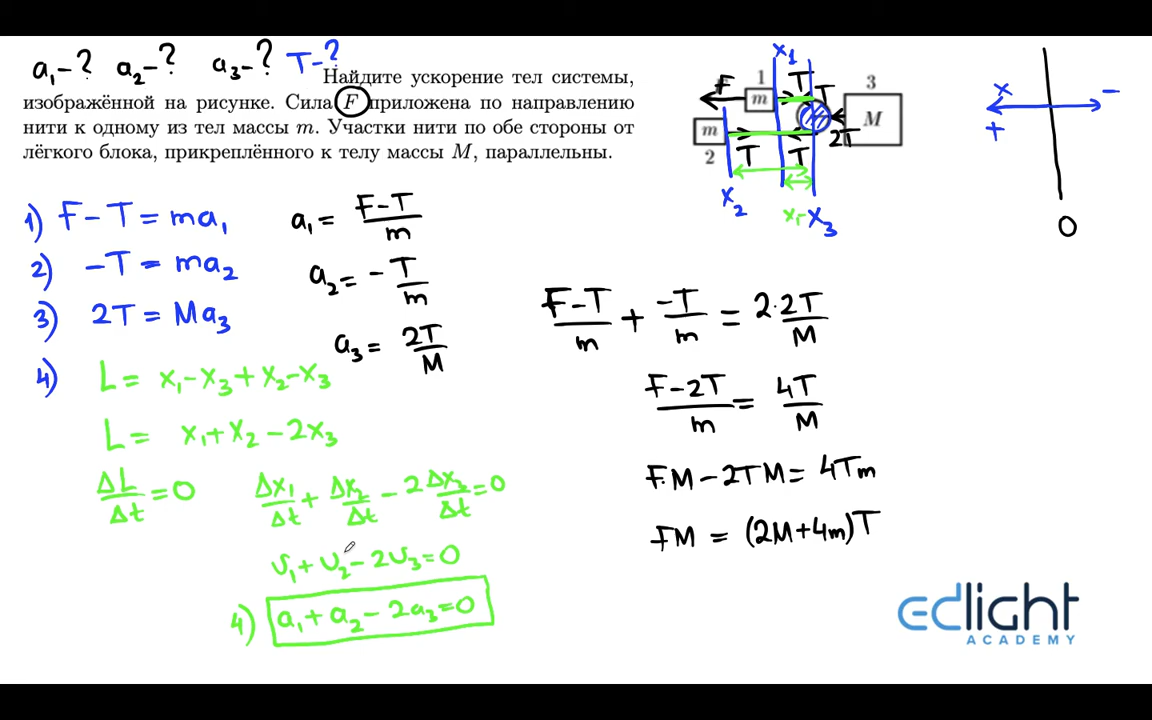 a₁-? a₂-? a₃-? T-?
Найдите ускорение тел системы,
изображённой на рисунке. Сила F приложена по направлению
нити к одному из тел массы m. Участки нити по обе стороны от
лёгкого блока, прикреплённого к телу массы M, параллельны.
x₁
F 1 m T T 3 M
m 2 T T 2T
x₂ x₃
x -
+
0
1) F-T = ma₁
2) -T = ma₂
3) 2T = Ma₃
a₁ = (F-T)/m
a₂ = -T/m
a₃ = 2T/M
4) L = x₁-x₃+x₂-x₃
L = x₁+x₂-2x₃
ΔL/Δt = 0 Δx₁/Δt + Δx₂/Δt - 2Δx₃/Δt = 0
υ₁+υ₂-2υ₃=0
4) a₁+a₂-2a₃=0
(F-T)/m + (-T)/m = 2·2T/M
(F-2T)/m = 4T/M
FM-2TM = 4Tm
FM = (2M+4m)T
edlight
ACADEMY